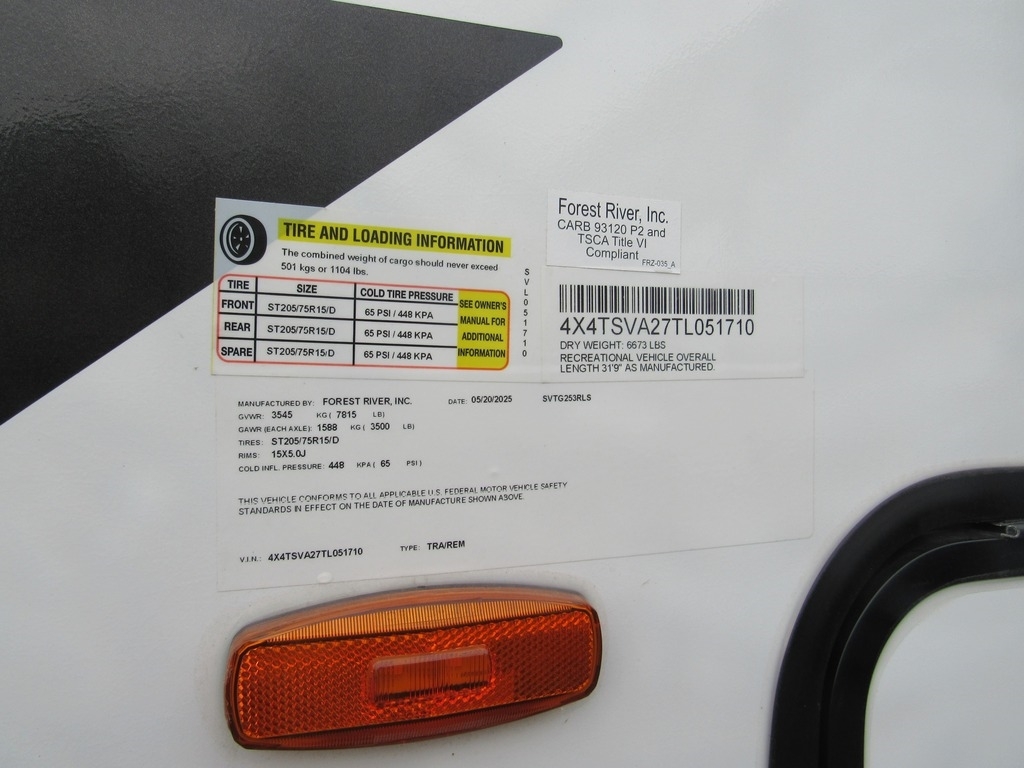 TIRE AND LOADING INFORMATION
The combined weight of cargo should never exceed
501 kgs or 1104 lbs.
TIRE SIZE COLD TIRE PRESSURE
FRONT ST205/75R15/D 65 PSI / 448 KPA
REAR ST205/75R15/D 65 PSI / 448 KPA
SPARE ST205/75R15/D 65 PSI / 448 KPA
SEE OWNER'S
MANUAL FOR
ADDITIONAL
INFORMATION
SVL051710
Forest River, Inc.
CARB 93120 P2 and
TSCA Title VI
Compliant
FRZ-035_A
4X4TSVA27TL051710
DRY WEIGHT: 6673 LBS
RECREATIONAL VEHICLE OVERALL
LENGTH 31'9" AS MANUFACTURED.
MANUFACTURED BY: FOREST RIVER, INC. DATE: 05/20/2025 SVTG253RLS
GVWR: 3545 KG ( 7815 LB)
GAWR (EACH AXLE): 1588 KG ( 3500 LB)
TIRES: ST205/75R15/D
RIMS: 15X5.0J
COLD INFL. PRESSURE: 448 KPA ( 65 PSI )
THIS VEHICLE CONFORMS TO ALL APPLICABLE U.S. FEDERAL MOTOR VEHICLE SAFETY
STANDARDS IN EFFECT ON THE DATE OF MANUFACTURE SHOWN ABOVE.
V.I.N.: 4X4TSVA27TL051710 TYPE: TRA/REM